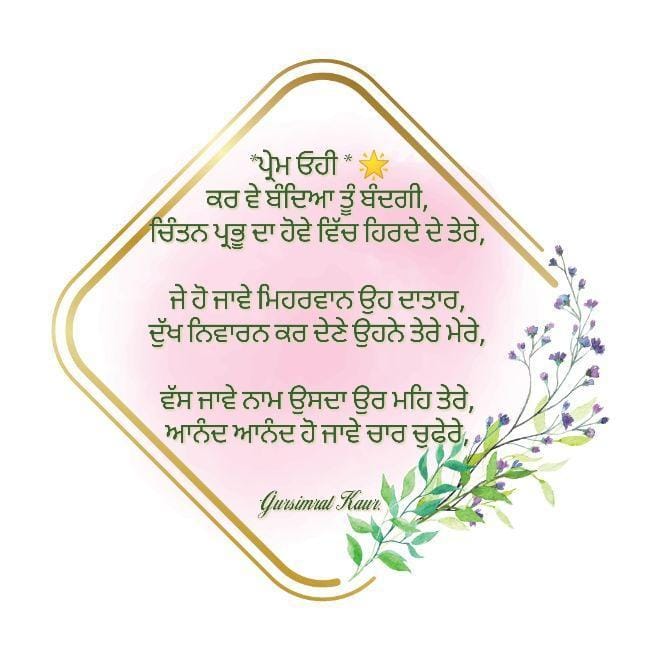 *ਪ੍ਰੇਮ ਓਹੀ * 🌟
ਕਰ ਵੇ ਬੰਦਿਆ ਤੂੰ ਬੰਦਗੀ,
ਚਿੰਤਨ ਪ੍ਰਭੂ ਦਾ ਹੋਵੇ ਵਿੱਚ ਹਿਰਦੇ ਦੇ ਤੇਰੇ,
ਜੇ ਹੋ ਜਾਵੇ ਮਿਹਰਵਾਨ ਉਹ ਦਾਤਾਰ,
ਦੁੱਖ ਨਿਵਾਰਨ ਕਰ ਦੇਣੇ ਉਹਨੇ ਤੇਰੇ ਮੇਰੇ,
ਵੱਸ ਜਾਵੇ ਨਾਮ ਉਸਦਾ ਉਰ ਮਹਿ ਤੇਰੇ,
ਆਨੰਦ ਆਨੰਦ ਹੋ ਜਾਵੇ ਚਾਰ ਚੁਫੇਰੇ,
Gursimrat Kaur.